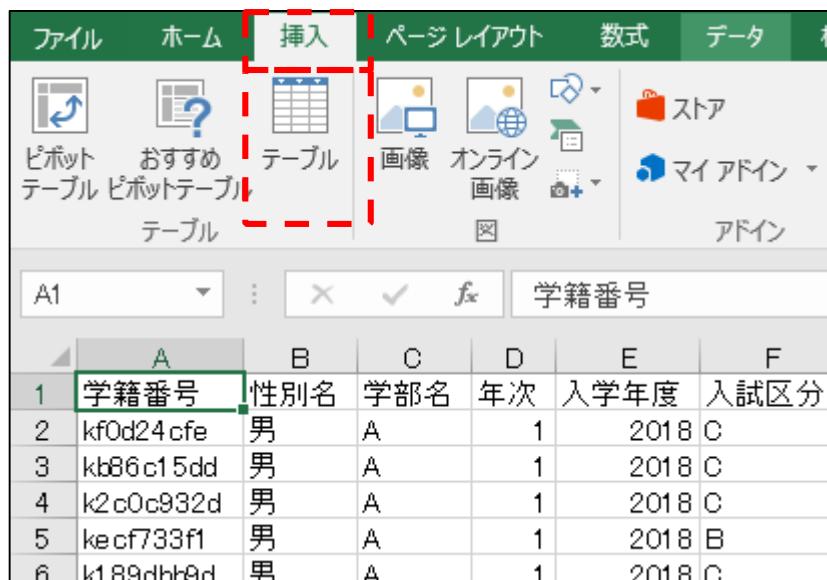 ファイル ホーム 挿入 ページ レイアウト 数式 データ
ピボット
テーブル
おすすめ
ピボットテーブル
テーブル
画像
オンライン
画像
ストア
マイ アドイン
テーブル 図 アドイン
A1 fx 学籍番号
A B C D E F
1 学籍番号 性別名 学部名 年次 入学年度 入試区分
2 kf0d24cfe 男 A 1 2018 C
3 kb86c15dd 男 A 1 2018 C
4 k2c0c932d 男 A 1 2018 C
5 kecf733f1 男 A 1 2018 B
6 k189dbb9d 男 A 1 2018 C